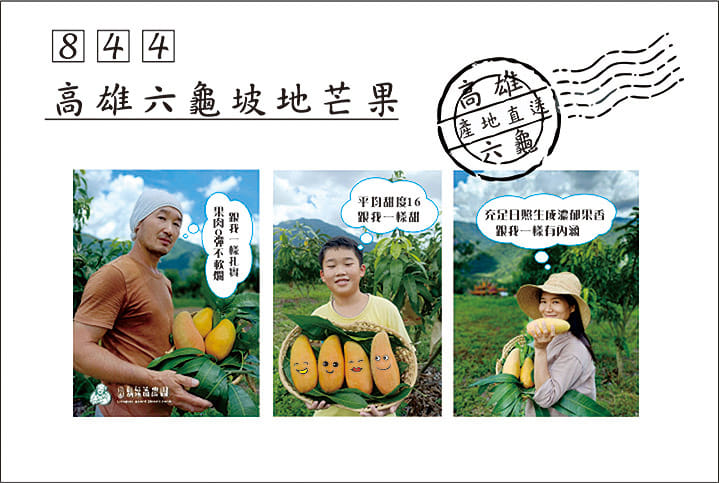 844
高雄六龜坡地芒果
高雄
產地直送
六龜
跟我一樣扎實
果肉Q彈不軟爛
平均甜度16
跟我一樣甜
充足日照生成濃郁果香
跟我一樣有內涵